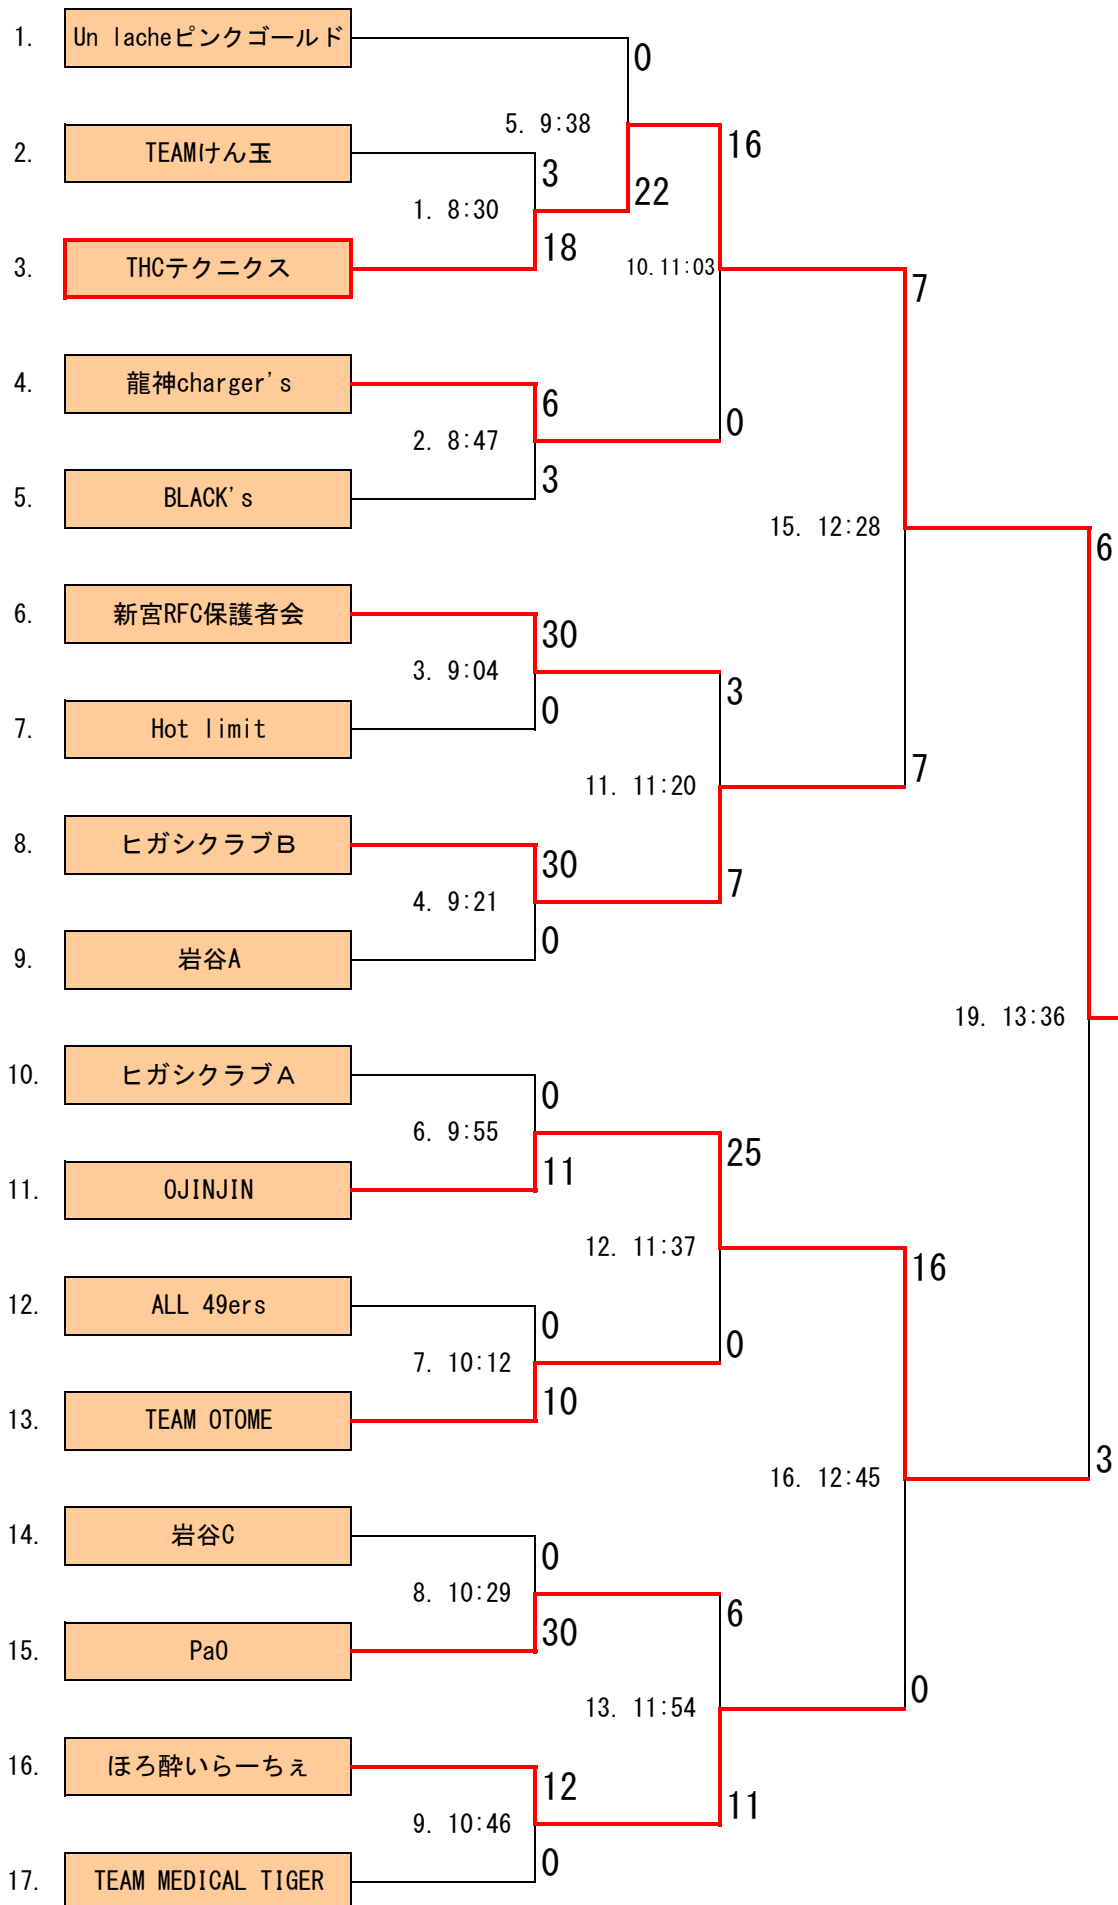 1. Un lacheピンクゴールド
0
5. 9:38
2. TEAMけん玉
16
3
1. 8:30
22
18
3. THCテクニクス
10. 11:03
7
4. 龍神charger's
6
0
2. 8:47
3
5. BLACK's
15. 12:28
6
6. 新宮RFC保護者会
30
3. 9:04
3
0
7. Hot limit
7
11. 11:20
8. ヒガシクラブB
30
7
4. 9:21
0
9. 岩谷A
19. 13:36
10. ヒガシクラブA
0
6. 9:55
25
11
11. OJINJIN
12. 11:37
16
12. ALL 49ers
0
0
7. 10:12
10
13. TEAM OTOME
3
16. 12:45
14. 岩谷C
0
8. 10:29
6
30
15. PaO
0
13. 11:54
16. ほろ酔いらーちぇ
12
11
9. 10:46
0
17. TEAM MEDICAL TIGER